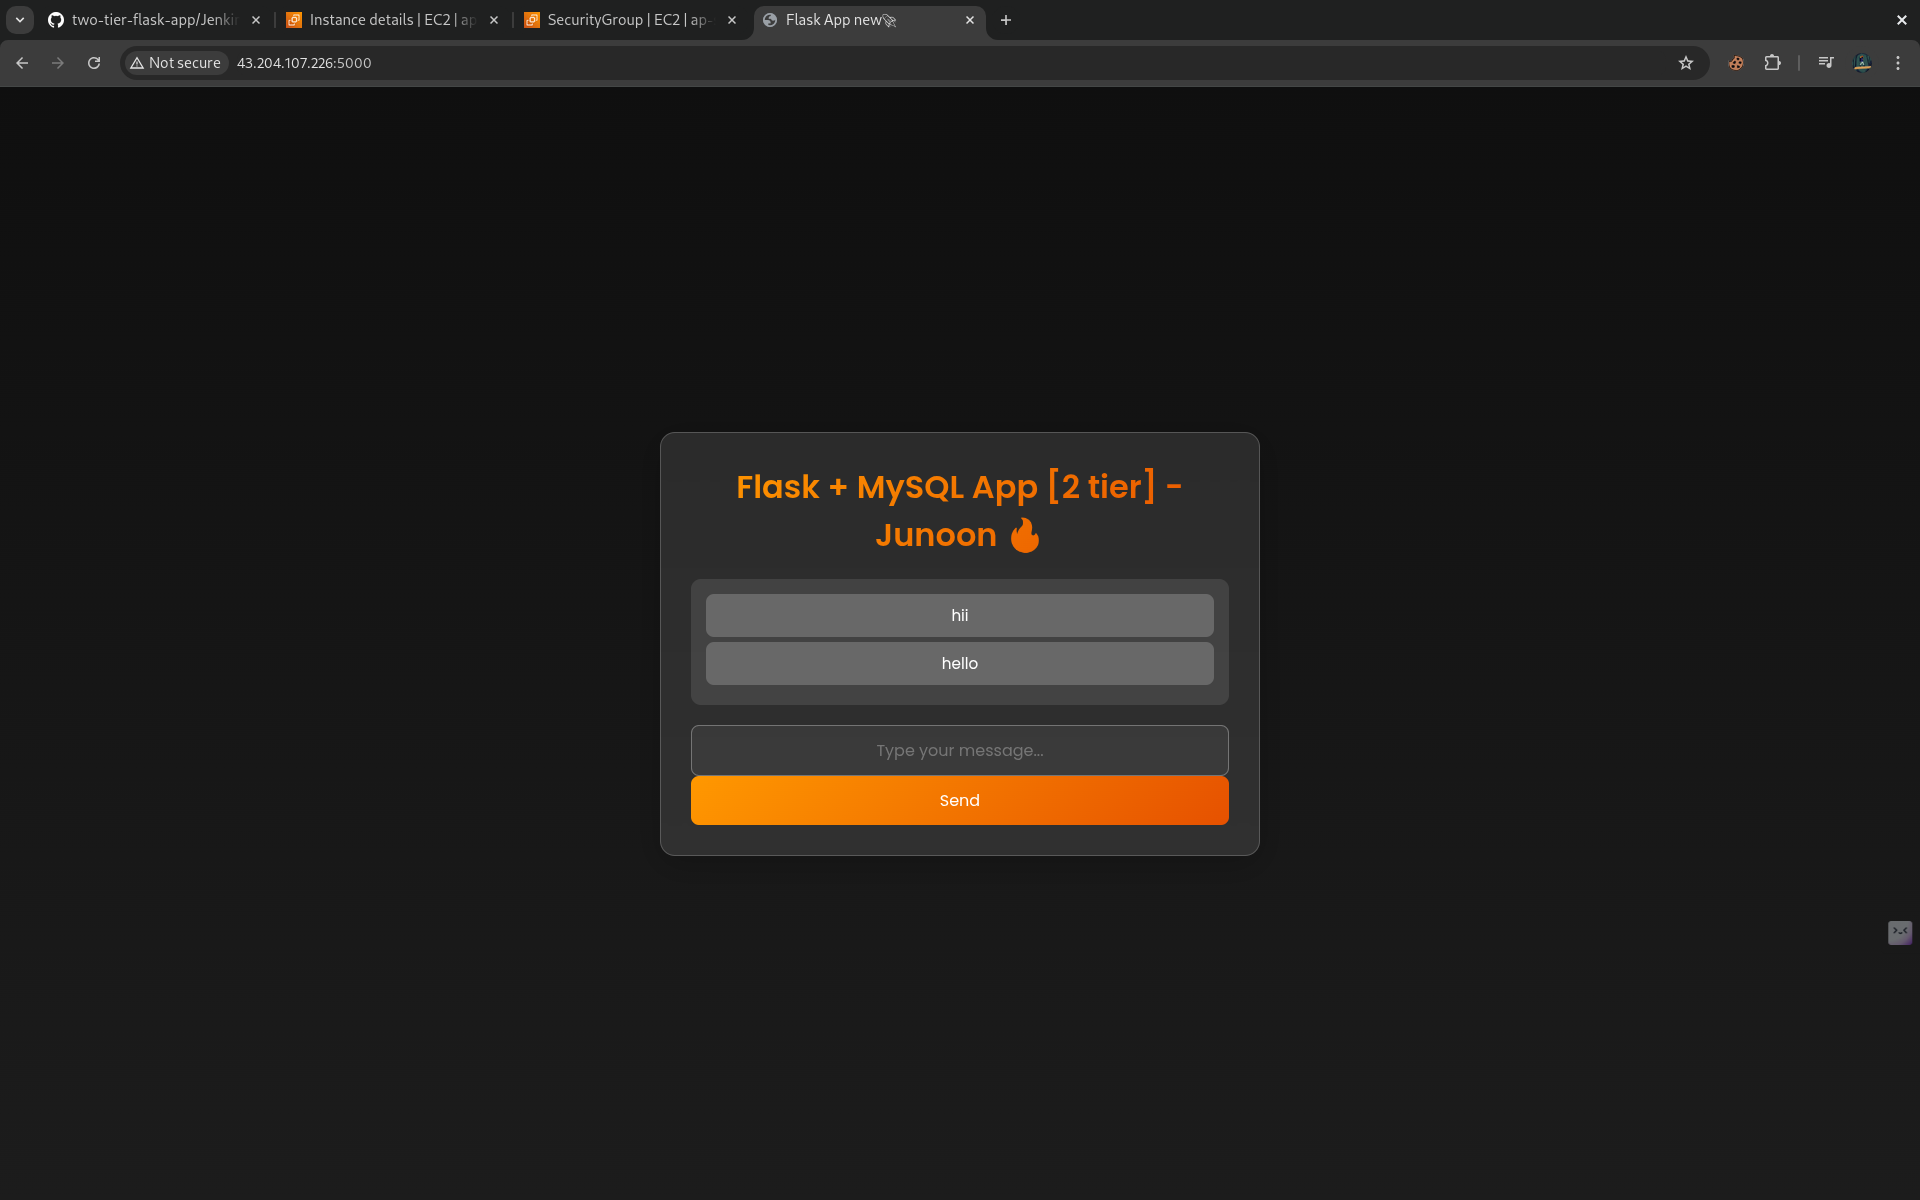 two-tier-flask-app/Jenki
Instance details | EC2 | ap
SecurityGroup | EC2 | ap-
Flask App new🚀
Not secure
43.204.107.226:5000
Flask + MySQL App [2 tier] -
Junoon 🔥
hii
hello
Type your message...
Send